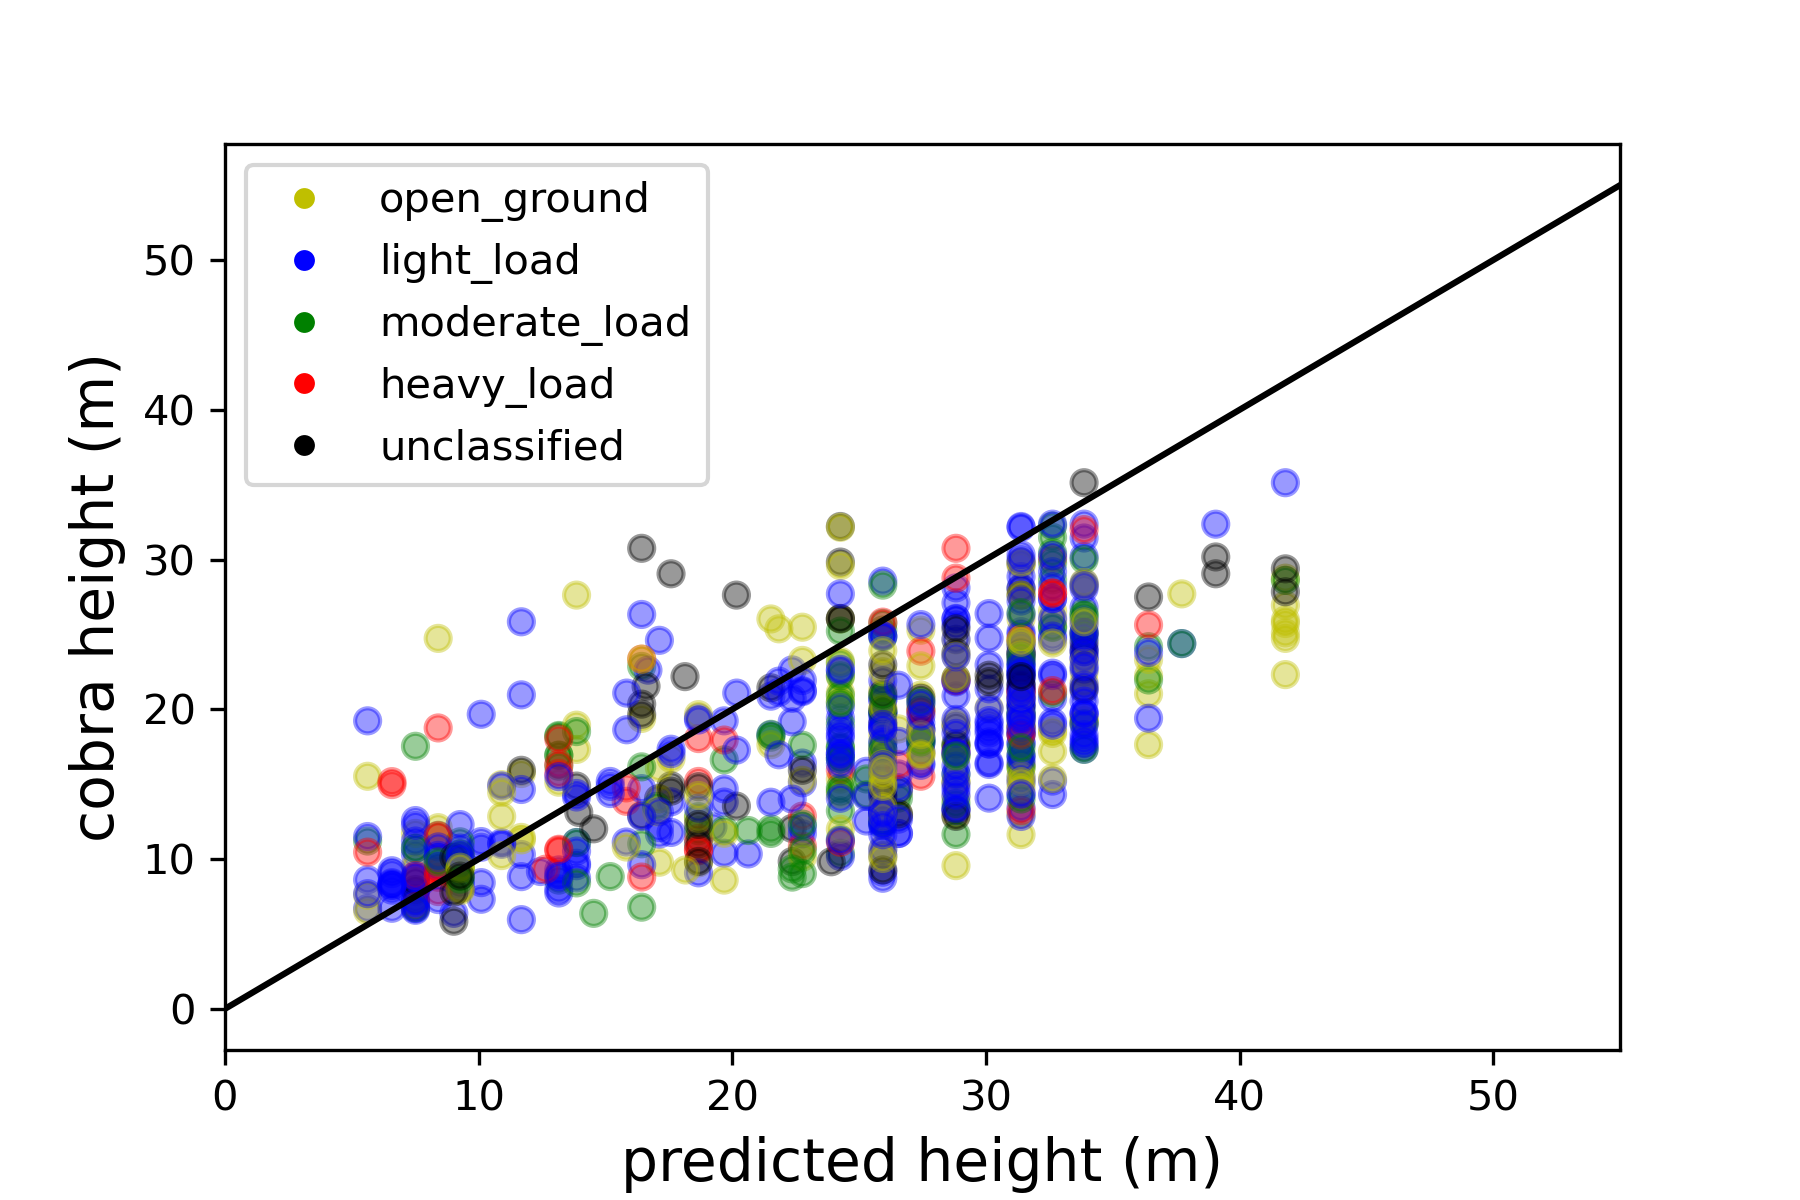 open_ground
light_load
moderate_load
heavy_load
unclassified
cobra height (m)
50
40
30
20
10
0
0 10 20 30 40 50
predicted height (m)